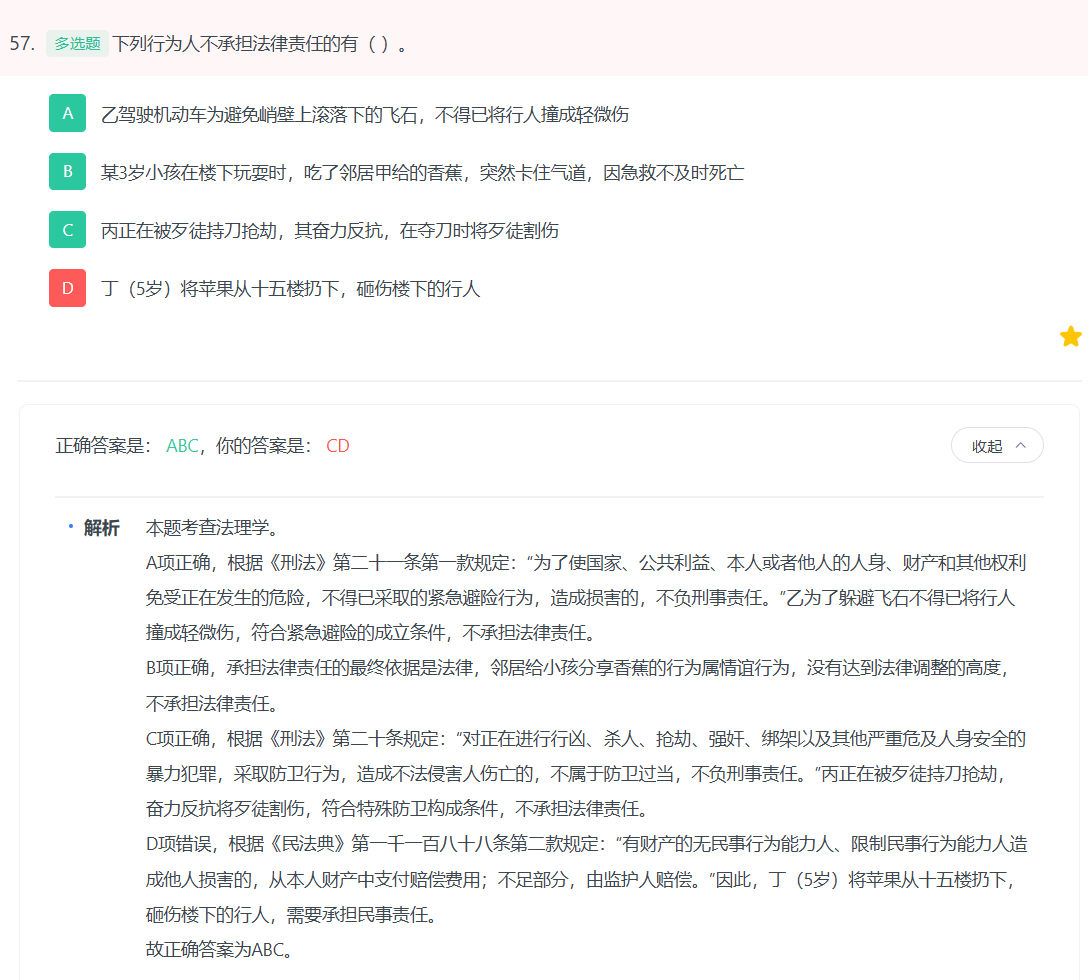 57. 多选题 下列行为人不承担法律责任的有（ ）。
A 乙驾驶机动车为避免峭壁上滚落下的飞石，不得已将行人撞成轻微伤
B 某3岁小孩在楼下玩耍时，吃了邻居甲给的香蕉，突然卡住气道，因急救不及时死亡
C 丙正在被歹徒持刀抢劫，其奋力反抗，在夺刀时将歹徒割伤
D 丁（5岁）将苹果从十五楼扔下，砸伤楼下的行人
正确答案是： ABC，你的答案是： CD
收起
解析 本题考查法理学。
A项正确，根据《刑法》第二十一条第一款规定：“为了使国家、公共利益、本人或者他人的人身、财产和其他权利
免受正在发生的危险，不得已采取的紧急避险行为，造成损害的，不负刑事责任。”乙为了躲避飞石不得已将行人
撞成轻微伤，符合紧急避险的成立条件，不承担法律责任。
B项正确，承担法律责任的最终依据是法律，邻居给小孩分享香蕉的行为属情谊行为，没有达到法律调整的高度，
不承担法律责任。
C项正确，根据《刑法》第二十条规定：“对正在进行行凶、杀人、抢劫、强奸、绑架以及其他严重危及人身安全的
暴力犯罪，采取防卫行为，造成不法侵害人伤亡的，不属于防卫过当，不负刑事责任。”丙正在被歹徒持刀抢劫，
奋力反抗将歹徒割伤，符合特殊防卫构成条件，不承担法律责任。
D项错误，根据《民法典》第一千一百八十八条第二款规定：“有财产的无民事行为能力人、限制民事行为能力人造
成他人损害的，从本人财产中支付赔偿费用；不足部分，由监护人赔偿。”因此，丁（5岁）将苹果从十五楼扔下，
砸伤楼下的行人，需要承担民事责任。
故正确答案为ABC。